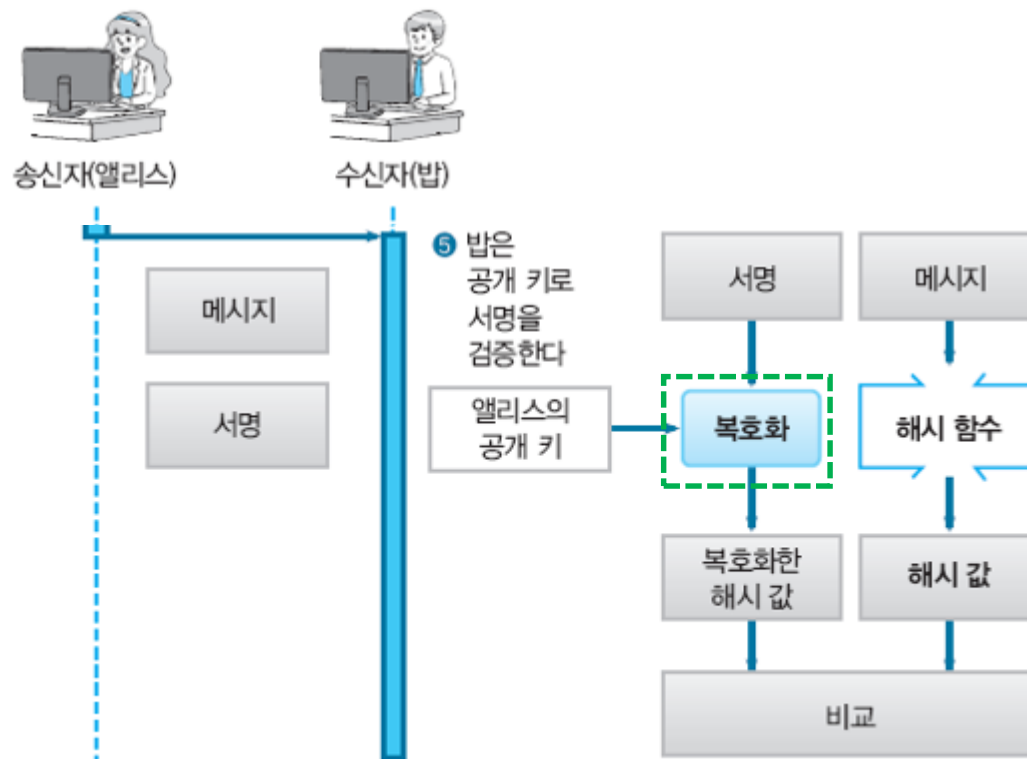 송신자(앨리스)
수신자(밥)
메시지
서명
❺ 밥은
공개 키로
서명을
검증한다
앨리스의
공개 키
서명
메시지
복호화
해시 함수
복호화한
해시 값
해시 값
비교